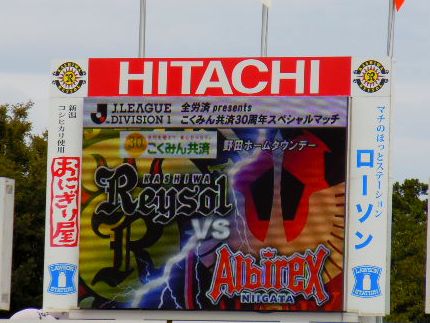 HITACHI
J.LEAGUE
DIVISION 1
全労済 presents
こくみん共済30周年スペシャルマッチ
30
こくみん共済
野田ホームタウンデー
KASHIWA
Reysol
R
VS
Albirex
NIIGATA
新潟
コシヒカリ使用
おにぎり屋
LAWSON
STATION
マチのほっとステーション
ローソン
LAWSON
STATION